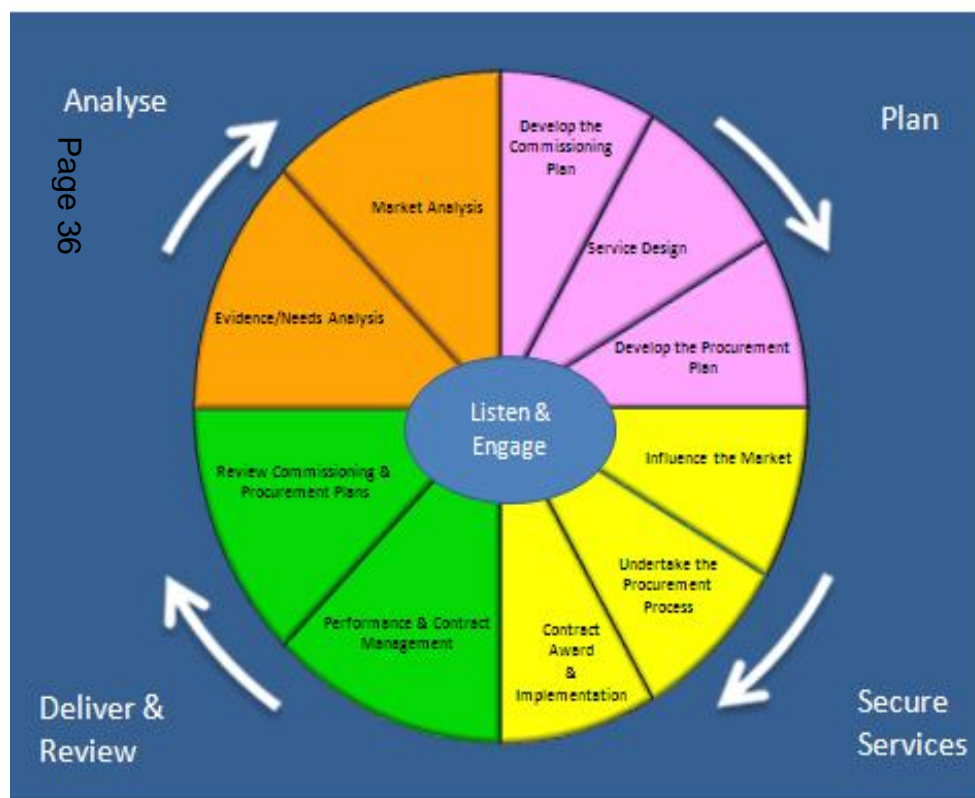 Analyse
Page 36
Plan
Develop the
Commissioning
Plan
Service Design
Develop the Procurement
Plan
Influence the Market
Undertake the
Procurement
Process
Contract
Award
&
Implementation
Secure
Services
Performance & Contract
Management
Deliver &
Review
Review Commissioning &
Procurement Plans
Evidence/Needs Analysis
Market Analysis
Listen &
Engage